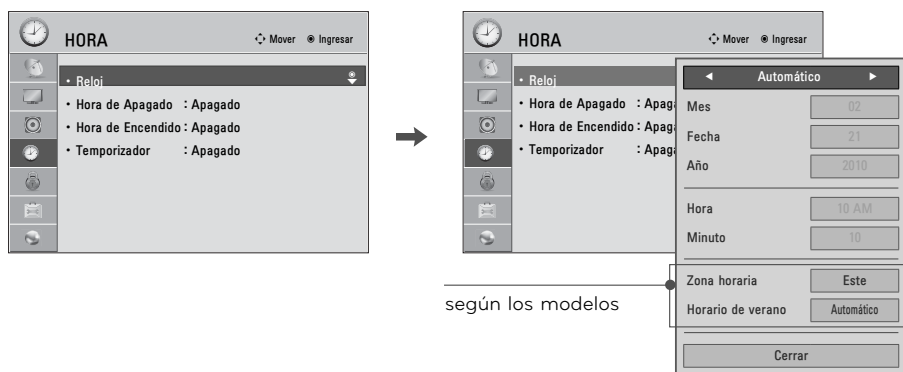 HORA
Mover Ingresar
• Reloj
• Hora de Apagado : Apagado
• Hora de Encendido : Apagado
• Temporizador : Apagado
HORA
Mover Ingresar
• Reloj
• Hora de Apagado : Apag
• Hora de Encendido : Apag
• Temporizador : Apag
◄ Automático ►
Mes 02
Fecha 21
Año 2010
Hora 10 AM
Minuto 10
Zona horaria Este
Horario de verano Automático
Cerrar
según los modelos